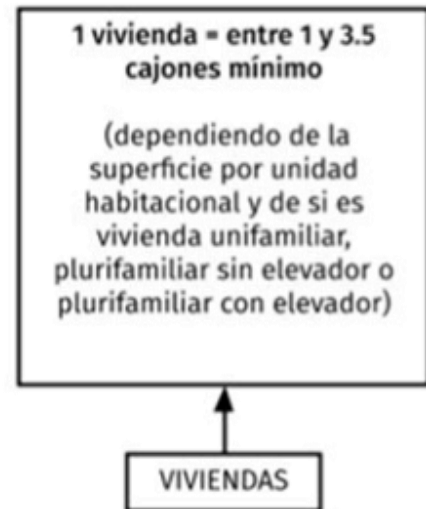 1 vivienda = entre 1 y 3.5
cajones mínimo
(dependiendo de la
superficie por unidad
habitacional y de si es
vivienda unifamiliar,
plurifamiliar sin elevador o
plurifamiliar con elevador)
VIVIENDAS